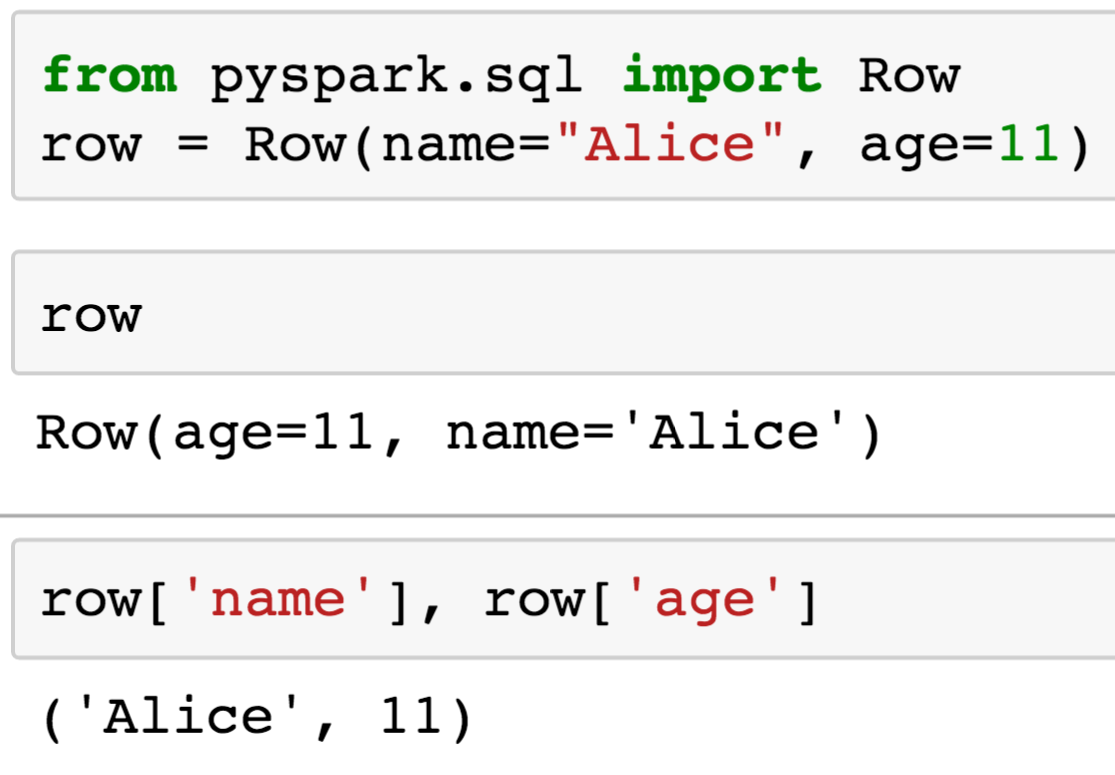 from pyspark.sql import Row
row = Row(name="Alice", age=11)
row
Row(age=11, name='Alice')
row['name'], row['age']
('Alice', 11)